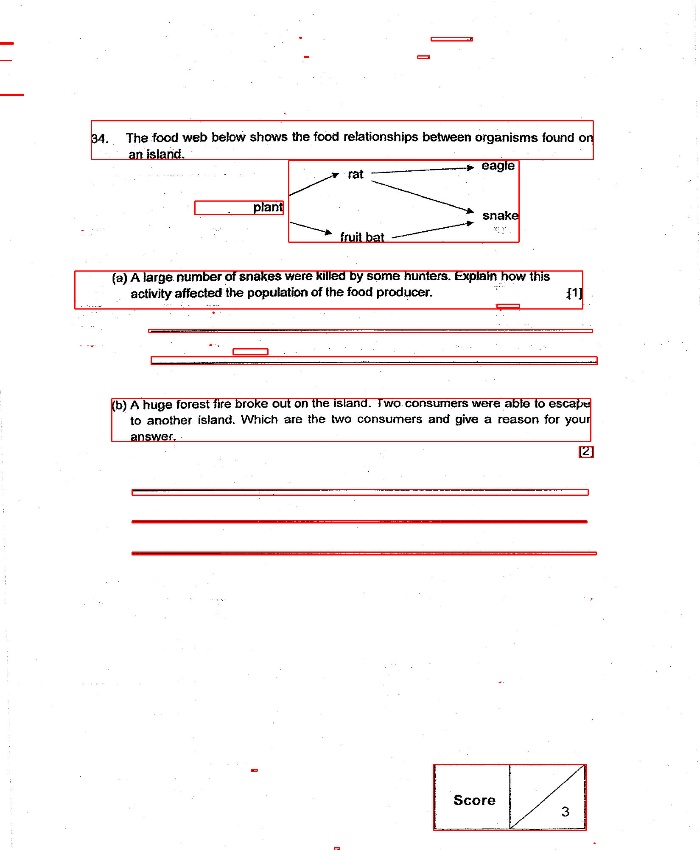 34. The food web below shows the food relationships between organisms found on
an island.
eagle
rat
plant
snake
fruit bat
(a) A large number of snakes were killed by some hunters. Explain how this
activity affected the population of the food producer. [1]
(b) A huge forest fire broke out on the island. Two consumers were able to escape
to another island. Which are the two consumers and give a reason for your
answer.
[2]
Score
3